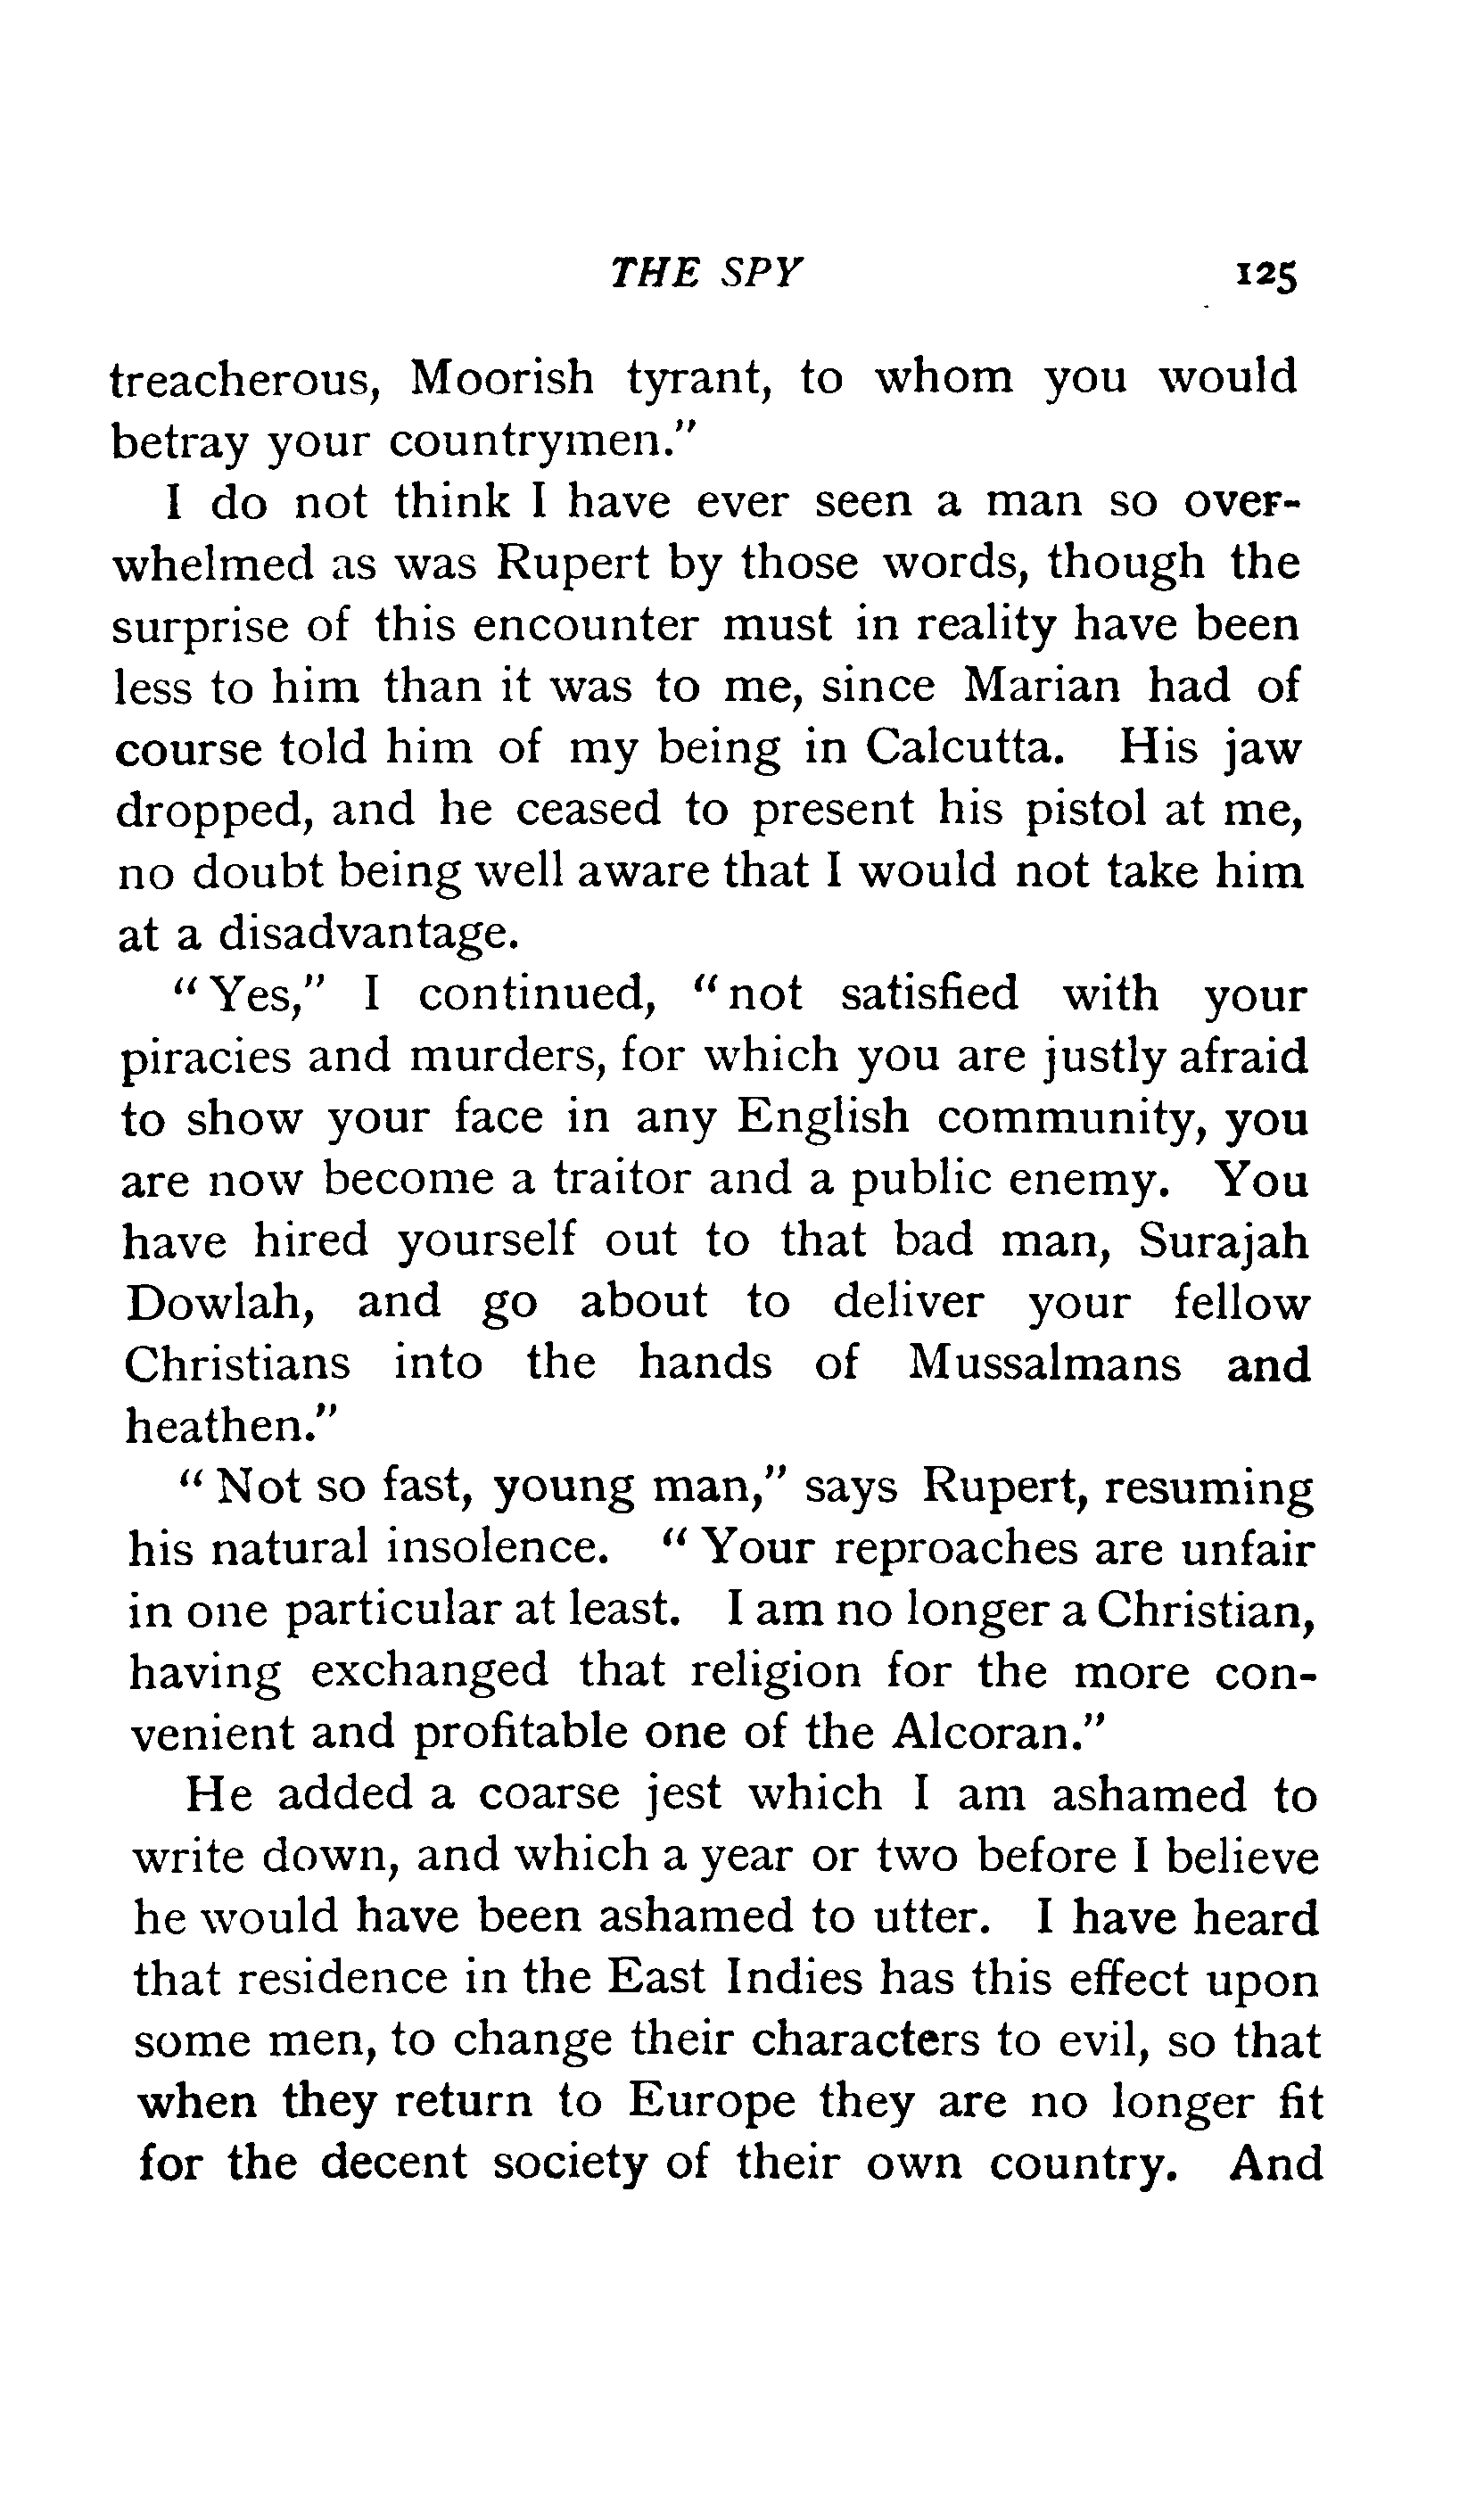 THE SPY 125
treacherous, Moorish tyrant, to whom you would
betray your countrymen."
I do not think I have ever seen a man so over-
whelmed as was Rupert by those words, though the
surprise of this encounter must in reality have been
less to him than it was to me, since Marian had of
course told him of my being in Calcutta. His jaw
dropped, and he ceased to present his pistol at me,
no doubt being well aware that I would not take him
at a disadvantage.
"Yes," I continued, "not satisfied with your
piracies and murders, for which you are justly afraid
to show your face in any English community, you
are now become a traitor and a public enemy. You
have hired yourself out to that bad man, Surajah
Dowlah, and go about to deliver your fellow
Christians into the hands of Mussalmans and
heathen."
"Not so fast, young man," says Rupert, resuming
his natural insolence. "Your reproaches are unfair
in one particular at least. I am no longer a Christian,
having exchanged that religion for the more con-
venient and profitable one of the Alcoran."
He added a coarse jest which I am ashamed to
write down, and which a year or two before I believe
he would have been ashamed to utter. I have heard
that residence in the East Indies has this effect upon
some men, to change their characters to evil, so that
when they return to Europe they are no longer fit
for the decent society of their own country. And